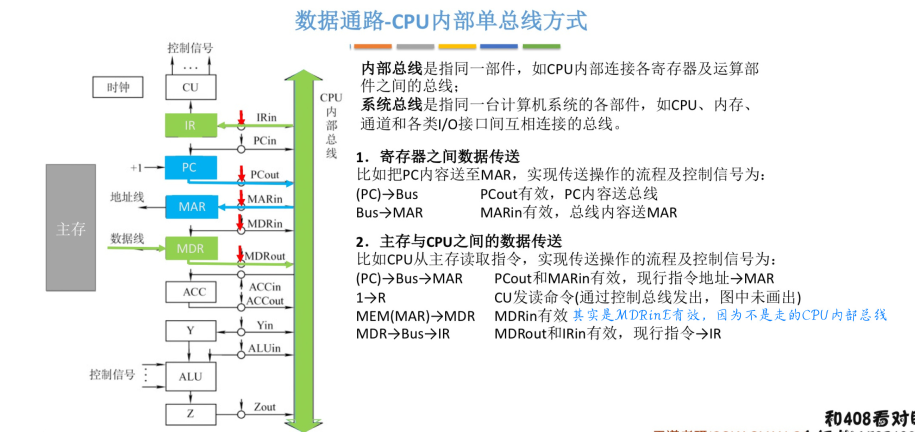 数据通路-CPU内部单总线方式
控制信号
时钟
CU
CPU内部总线
IR
IRin
PCin
+1
PC
PCout
地址线
MAR
MARin
MDRin
主存
数据线
MDR
MDRout
ACC
ACCin
ACCout
Y
Yin
ALUin
控制信号
ALU
Z
Zout
内部总线是指同一部件，如CPU内部连接各寄存器及运算部
件之间的总线；
系统总线是指同一台计算机系统的各部件，如CPU、内存、
通道和各类I/O接口间互相连接的总线。
1．寄存器之间数据传送
比如把PC内容送至MAR，实现传送操作的流程及控制信号为：
(PC)→Bus PCout有效，PC内容送总线
Bus→MAR MARin有效，总线内容送MAR
2．主存与CPU之间的数据传送
比如CPU从主存读取指令，实现传送操作的流程及控制信号为：
(PC)→Bus→MAR PCout和MARin有效，现行指令地址→MAR
1→R CU发读命令(通过控制总线发出，图中未画出)
MEM(MAR)→MDR MDRin有效 其实是MDRinE有效，因为不是走的CPU内部总线
MDR→Bus→IR MDRout和IRin有效，现行指令→IR
和408看对